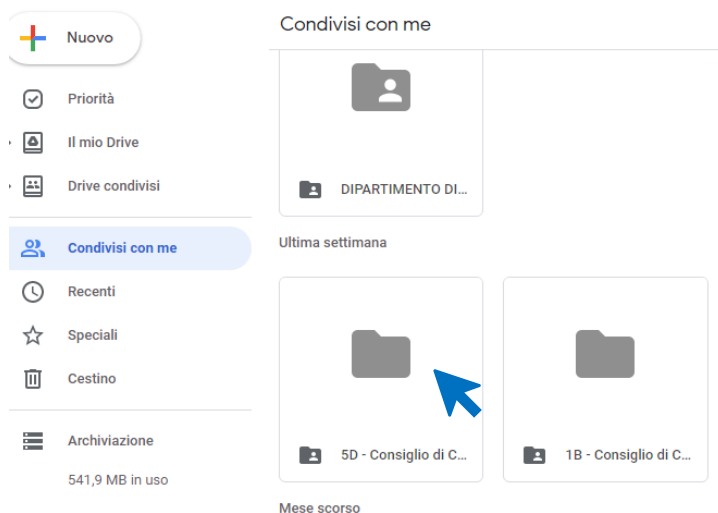 Nuovo
Priorità
Il mio Drive
Drive condivisi
Condivisi con me
Recenti
Speciali
Cestino
Archiviazione
541,9 MB in uso
Condivisi con me
DIPARTIMENTO DI...
Ultima settimana
5D - Consiglio di C...
1B - Consiglio di C...
Mese scorso